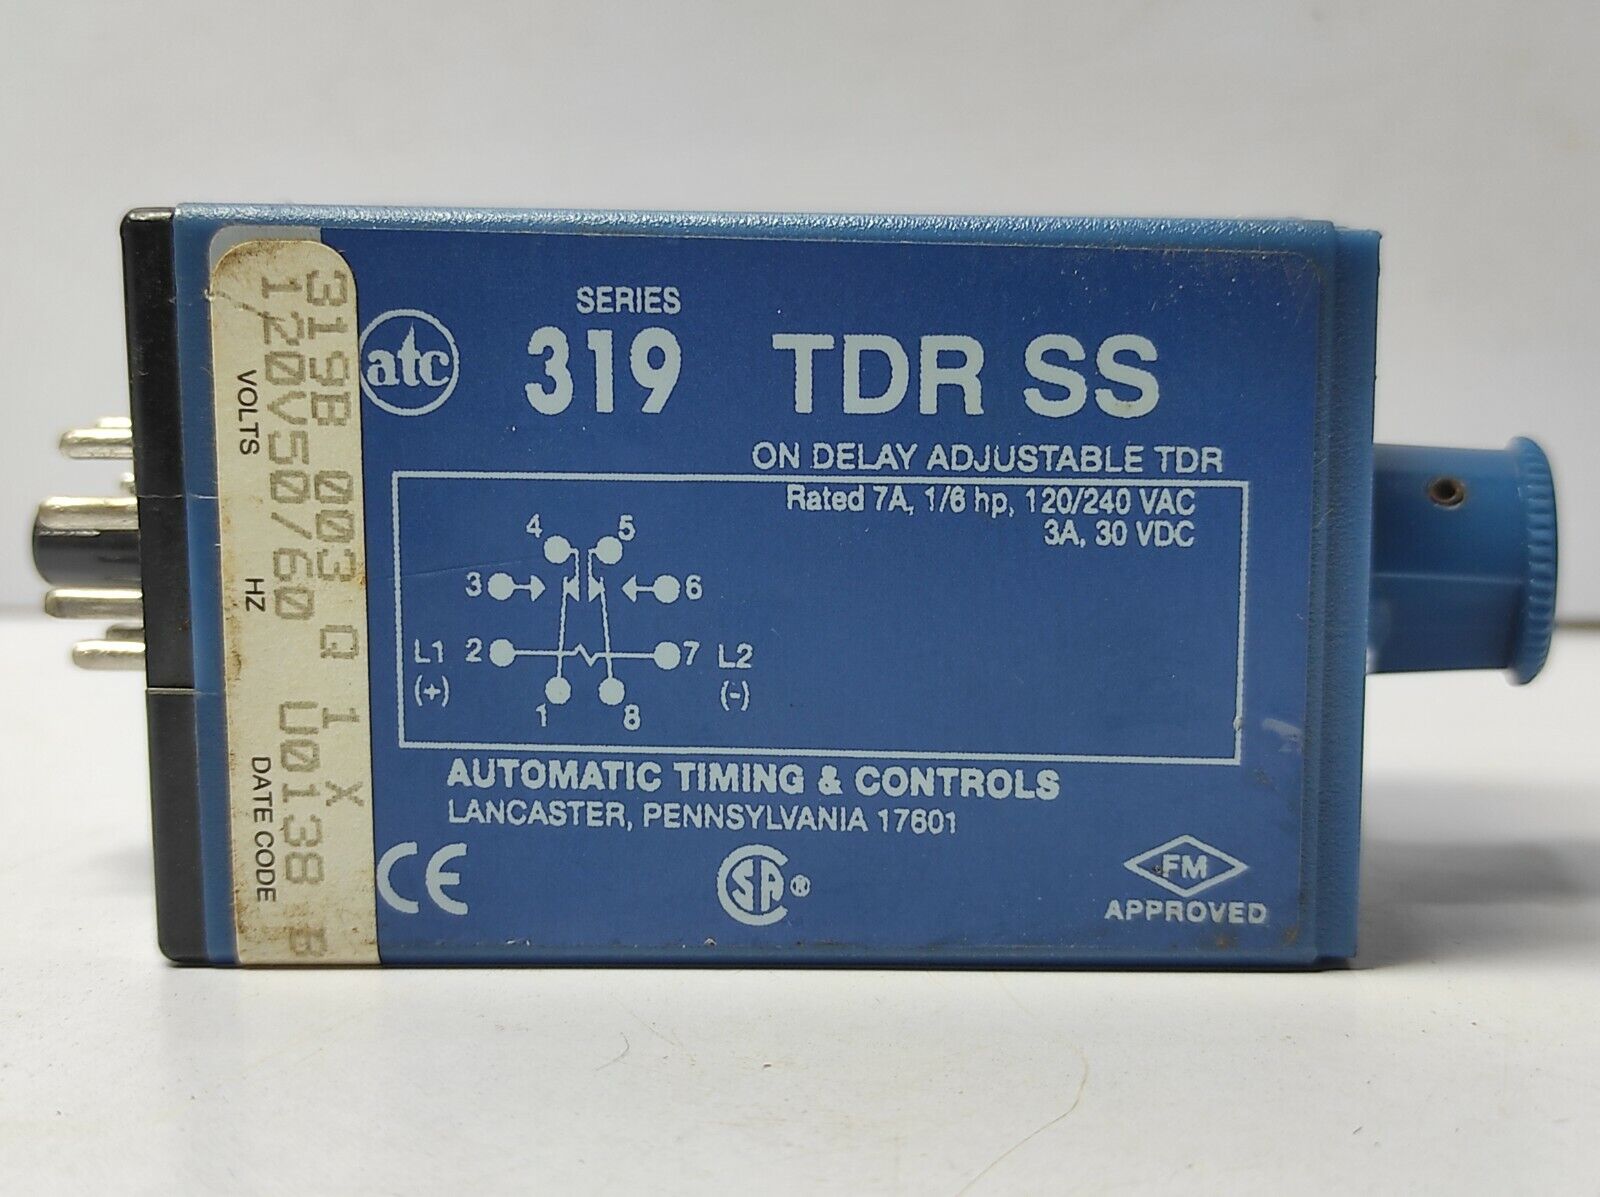 319B 003 Q 1 X
120V50/60 U0138 B
VOLTS HZ DATE CODE
atc
SERIES
319 TDR SS
ON DELAY ADJUSTABLE TDR
Rated 7A, 1/6 hp, 120/240 VAC
3A, 30 VDC
4 5
3 6
L1 2 7 L2
(+) (-)
1 8
AUTOMATIC TIMING & CONTROLS
LANCASTER, PENNSYLVANIA 17601
CE
CSA ®
FM
APPROVED